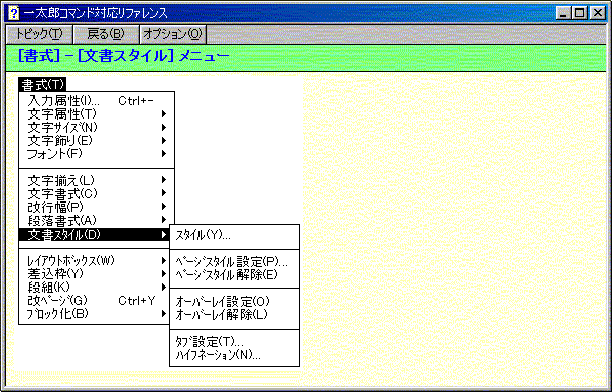 一太郎コマンド対応リファレンス
トピック(T) 戻る(B) オプション(O)
[書式] - [文書スタイル] メニュー
書式(T)
入力属性(I)... Ctrl+-
文字属性(T)
文字サイズ(N)
文字飾り(E)
フォント(F)
文字揃え(L)
文字書式(C)
改行幅(P)
段落書式(A)
文書スタイル(D)
レイアウトボックス(W)
差込枠(Y)
段組(K)
改ページ(G) Ctrl+Y
ブロック化(B)
スタイル(Y)...
ページスタイル設定(P)...
ページスタイル解除(E)
オーバーレイ設定(O)
オーバーレイ解除(L)
タブ設定(T)...
ハイフネーション(N)...